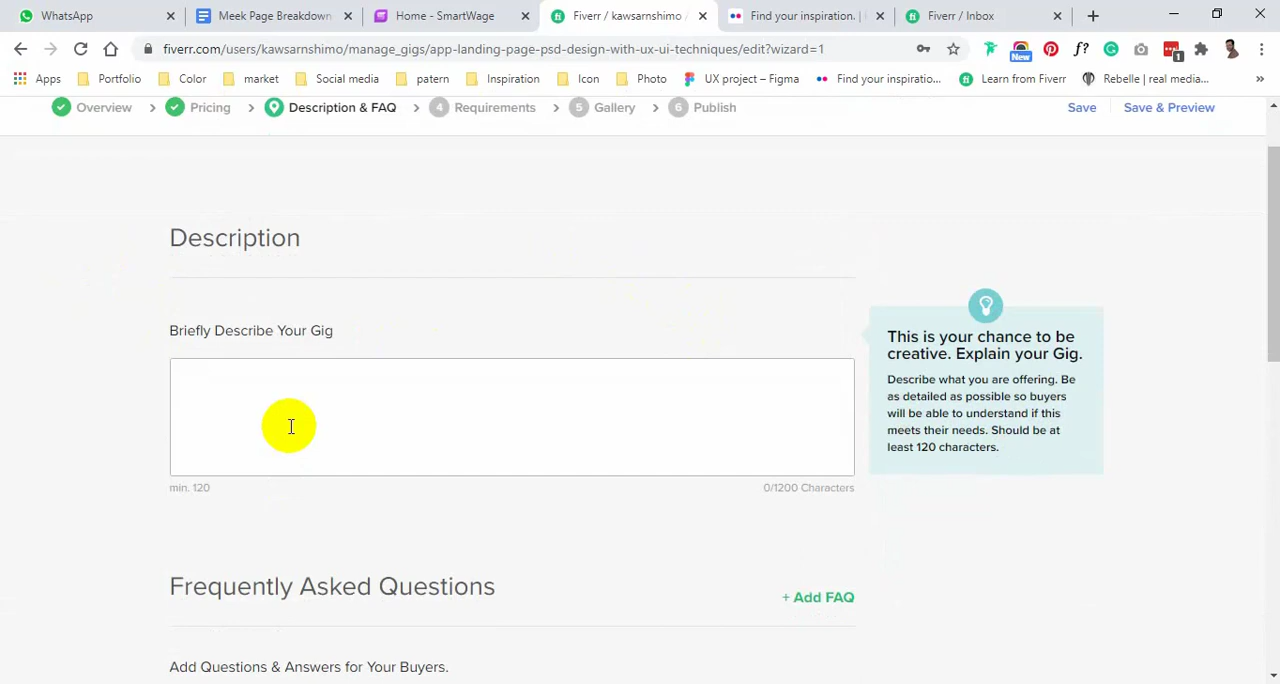 WhatsApp
Meek Page Breakdown
Home - SmartWage
Fiverr / kawsarnshimo /
Find your inspiration. |
Fiverr / Inbox
fiverr.com/users/kawsarnshimo/manage_gigs/app-landing-page-psd-design-with-ux-ui-techniques/edit?wizard=1
New
f?
1
Apps
Portfolio
Color
market
Social media
patern
Inspiration
Icon
Photo
UX project – Figma
Find your inspiratio...
Learn from Fiverr
Rebelle | real media...
»
Overview
Pricing
Description & FAQ
4 Requirements
5 Gallery
6 Publish
Save
Save & Preview
Description
Briefly Describe Your Gig
min. 120
0/1200 Characters
This is your chance to be
creative. Explain your Gig.
Describe what you are offering. Be
as detailed as possible so buyers
will be able to understand if this
meets their needs. Should be at
least 120 characters.
Frequently Asked Questions
+ Add FAQ
Add Questions & Answers for Your Buyers.